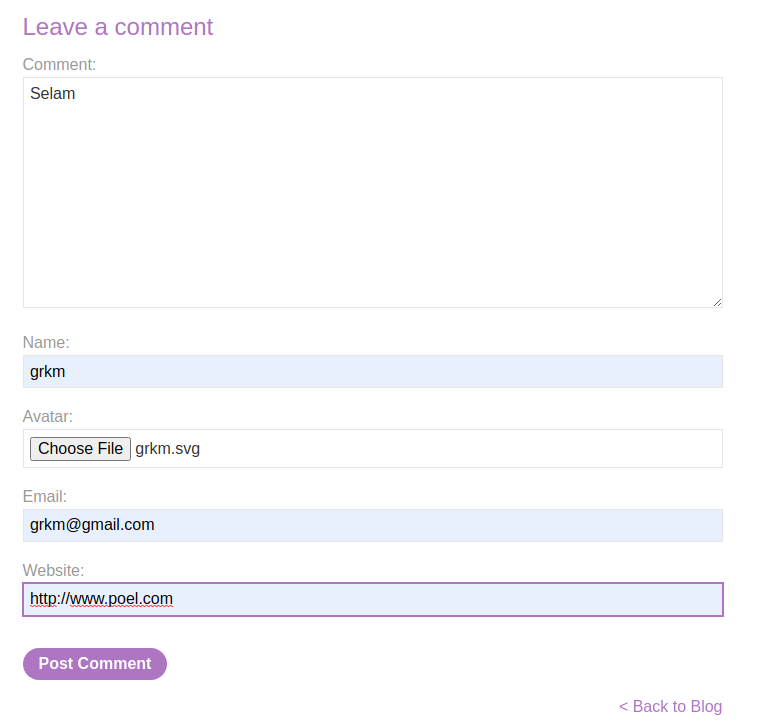 Leave a comment
Comment:
Selam
Name:
grkm
Avatar:
Choose File grkm.svg
Email:
grkm@gmail.com
Website:
http://www.poel.com
Post Comment
< Back to Blog